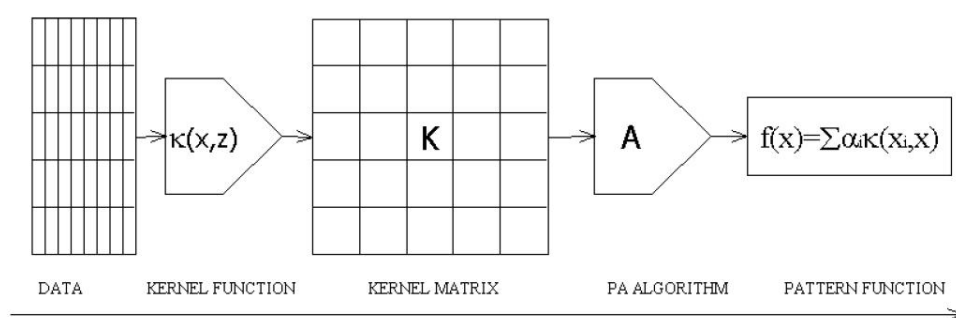 κ(x,z)
K
A
f(x)=∑αᵢκ(xᵢ,x)
DATA KERNEL FUNCTION KERNEL MATRIX PA ALGORITHM PATTERN FUNCTION